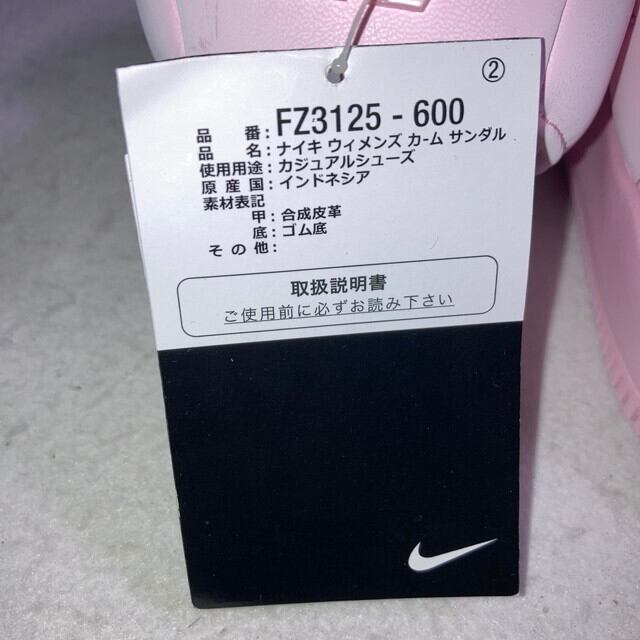 ②
品番：FZ3125 - 600
品名：ナイキ ウィメンズ カーム サンダル
使用用途：カジュアルシューズ
原産国：インドネシア
素材表記
甲：合成皮革
底：ゴム底
その他：
取扱説明書
ご使用前に必ずお読み下さい